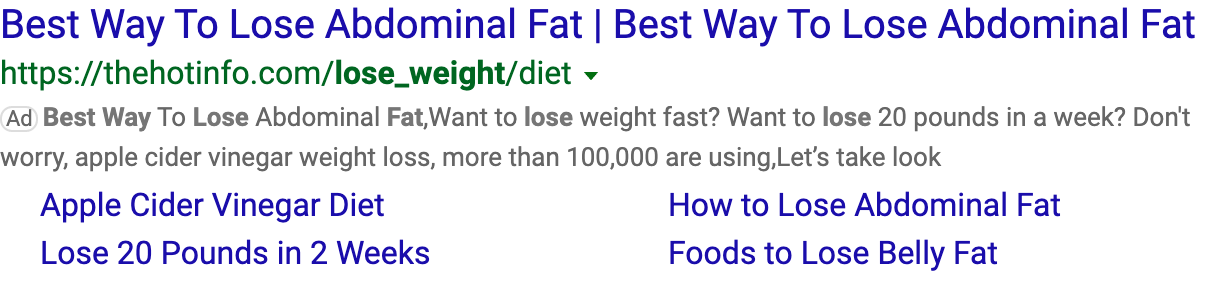 Best Way To Lose Abdominal Fat | Best Way To Lose Abdominal Fat
https://thehotinfo.com/lose_weight/diet
Ad Best Way To Lose Abdominal Fat,Want to lose weight fast? Want to lose 20 pounds in a week? Don't
worry, apple cider vinegar weight loss, more than 100,000 are using,Let’s take look
Apple Cider Vinegar Diet How to Lose Abdominal Fat
Lose 20 Pounds in 2 Weeks Foods to Lose Belly Fat